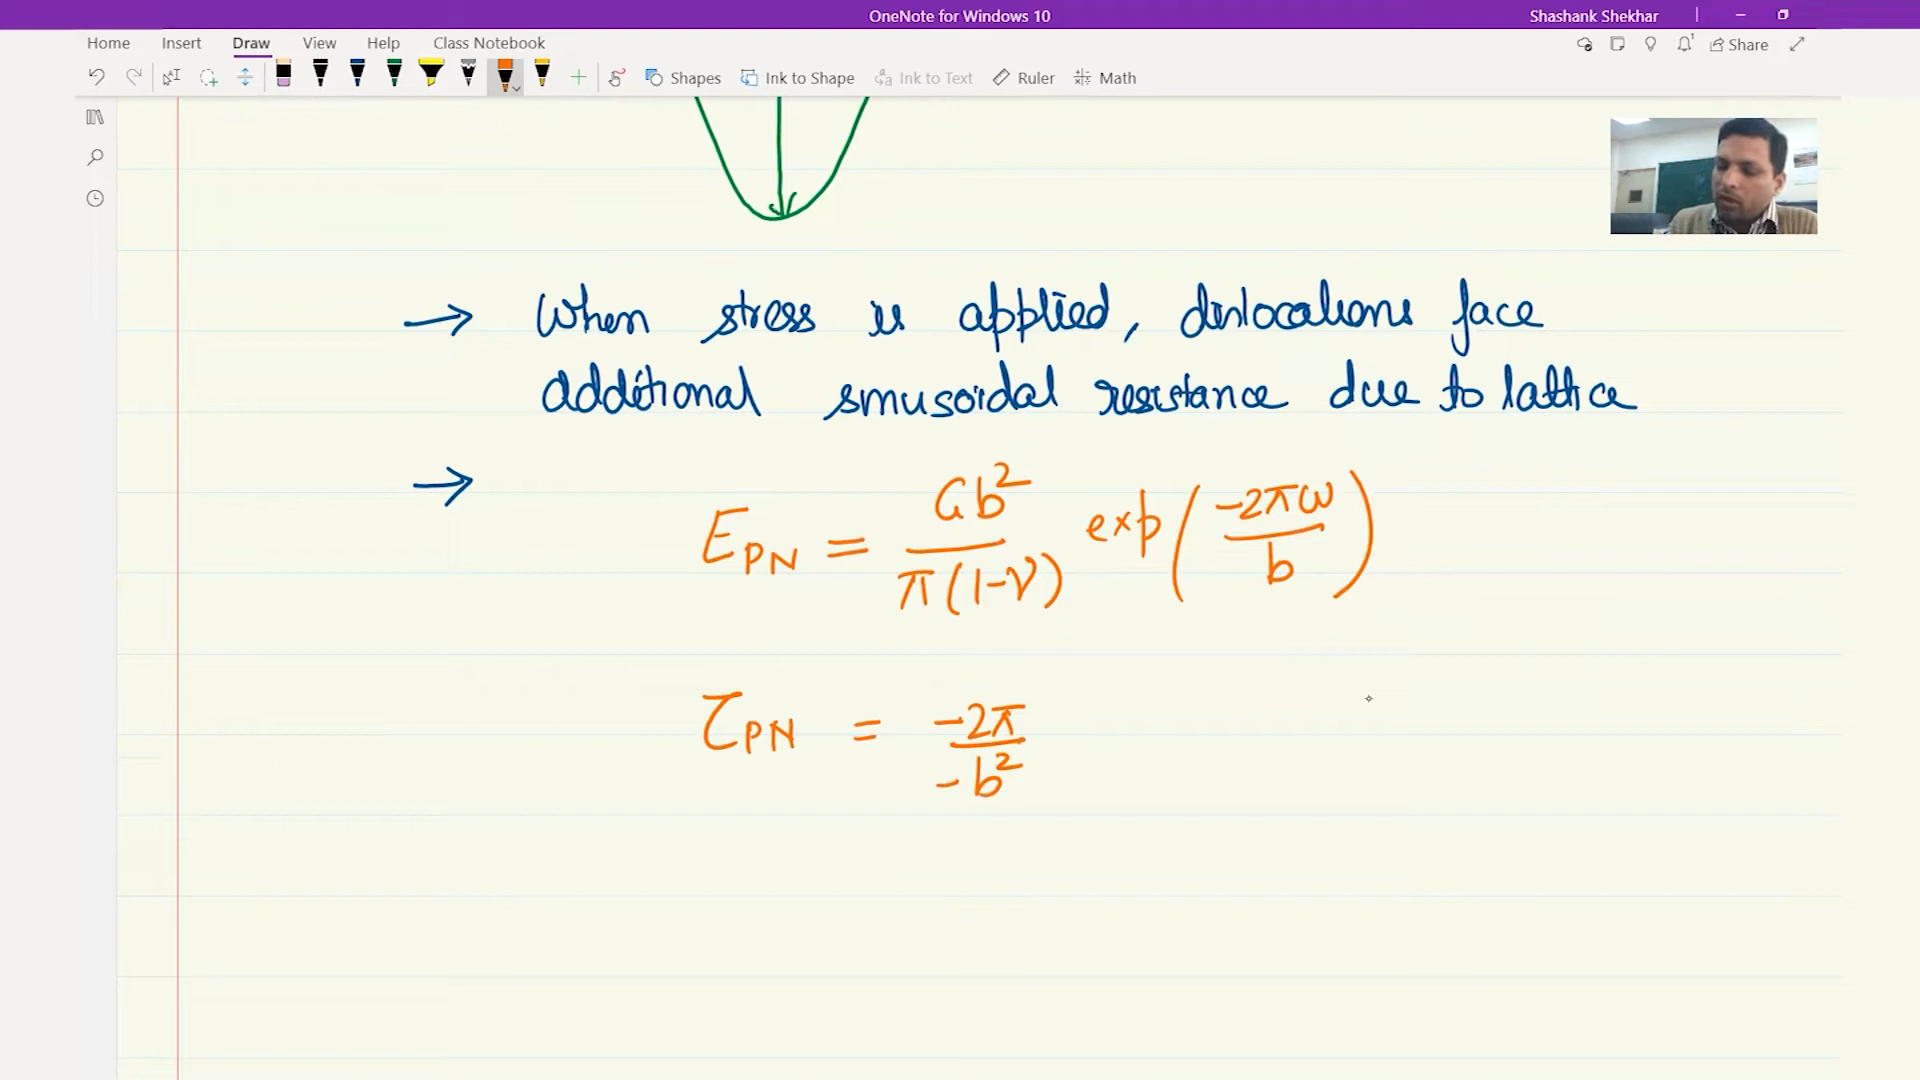 OneNote for Windows 10
Shashank Shekhar
Home Insert Draw View Help Class Notebook
Share
Shapes Ink to Shape Ink to Text Ruler Math
→ When stress is applied, dislocations face
additional sinusoidal resistance due to lattice
→ E_PN = Gb² / π(1-ν) exp(-2πω / b)
τ_PN = -2π / -b²